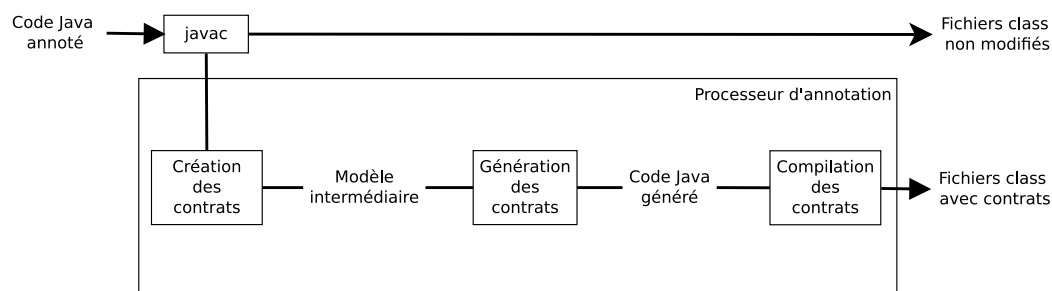 Code Java
annoté
javac
Fichiers class
non modifiés
Processeur d'annotation
Création
des
contrats
Modèle
intermédiaire
Génération
des
contrats
Code Java
généré
Compilation
des
contrats
Fichiers class
avec contrats